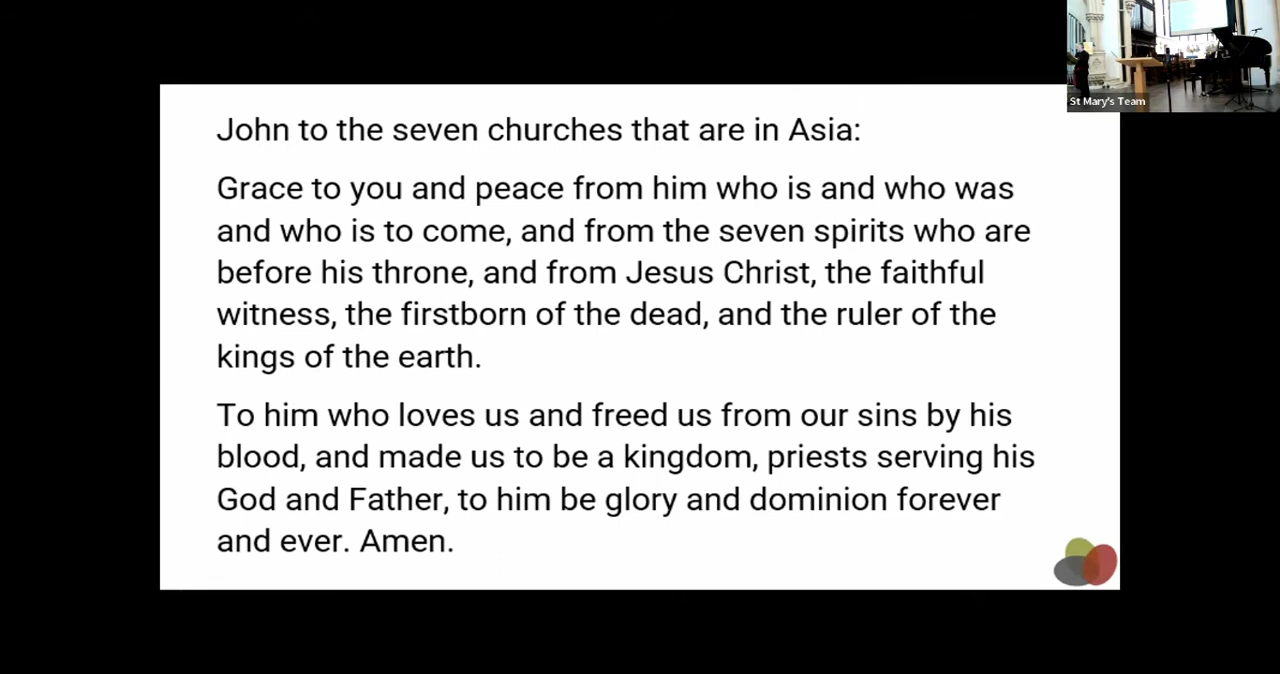 St Mary's Team
John to the seven churches that are in Asia:
Grace to you and peace from him who is and who was
and who is to come, and from the seven spirits who are
before his throne, and from Jesus Christ, the faithful
witness, the firstborn of the dead, and the ruler of the
kings of the earth.
To him who loves us and freed us from our sins by his
blood, and made us to be a kingdom, priests serving his
God and Father, to him be glory and dominion forever
and ever. Amen.